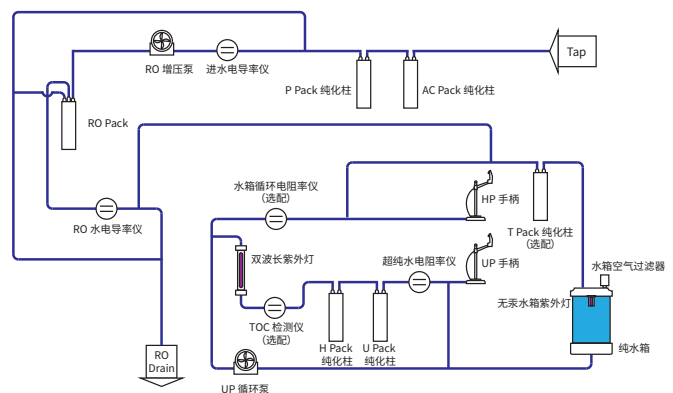 Tap
RO 增压泵
进水电导率仪
P Pack 纯化柱
AC Pack 纯化柱
RO Pack
水箱循环电阻率仪
（选配）
HP 手柄
T Pack 纯化柱
（选配）
RO 水电导率仪
双波长紫外灯
超纯水电阻率仪
UP 手柄
水箱空气过滤器
无汞水箱紫外灯
TOC 检测仪
（选配）
H Pack
纯化柱
U Pack
纯化柱
纯水箱
RO
Drain
UP 循环泵